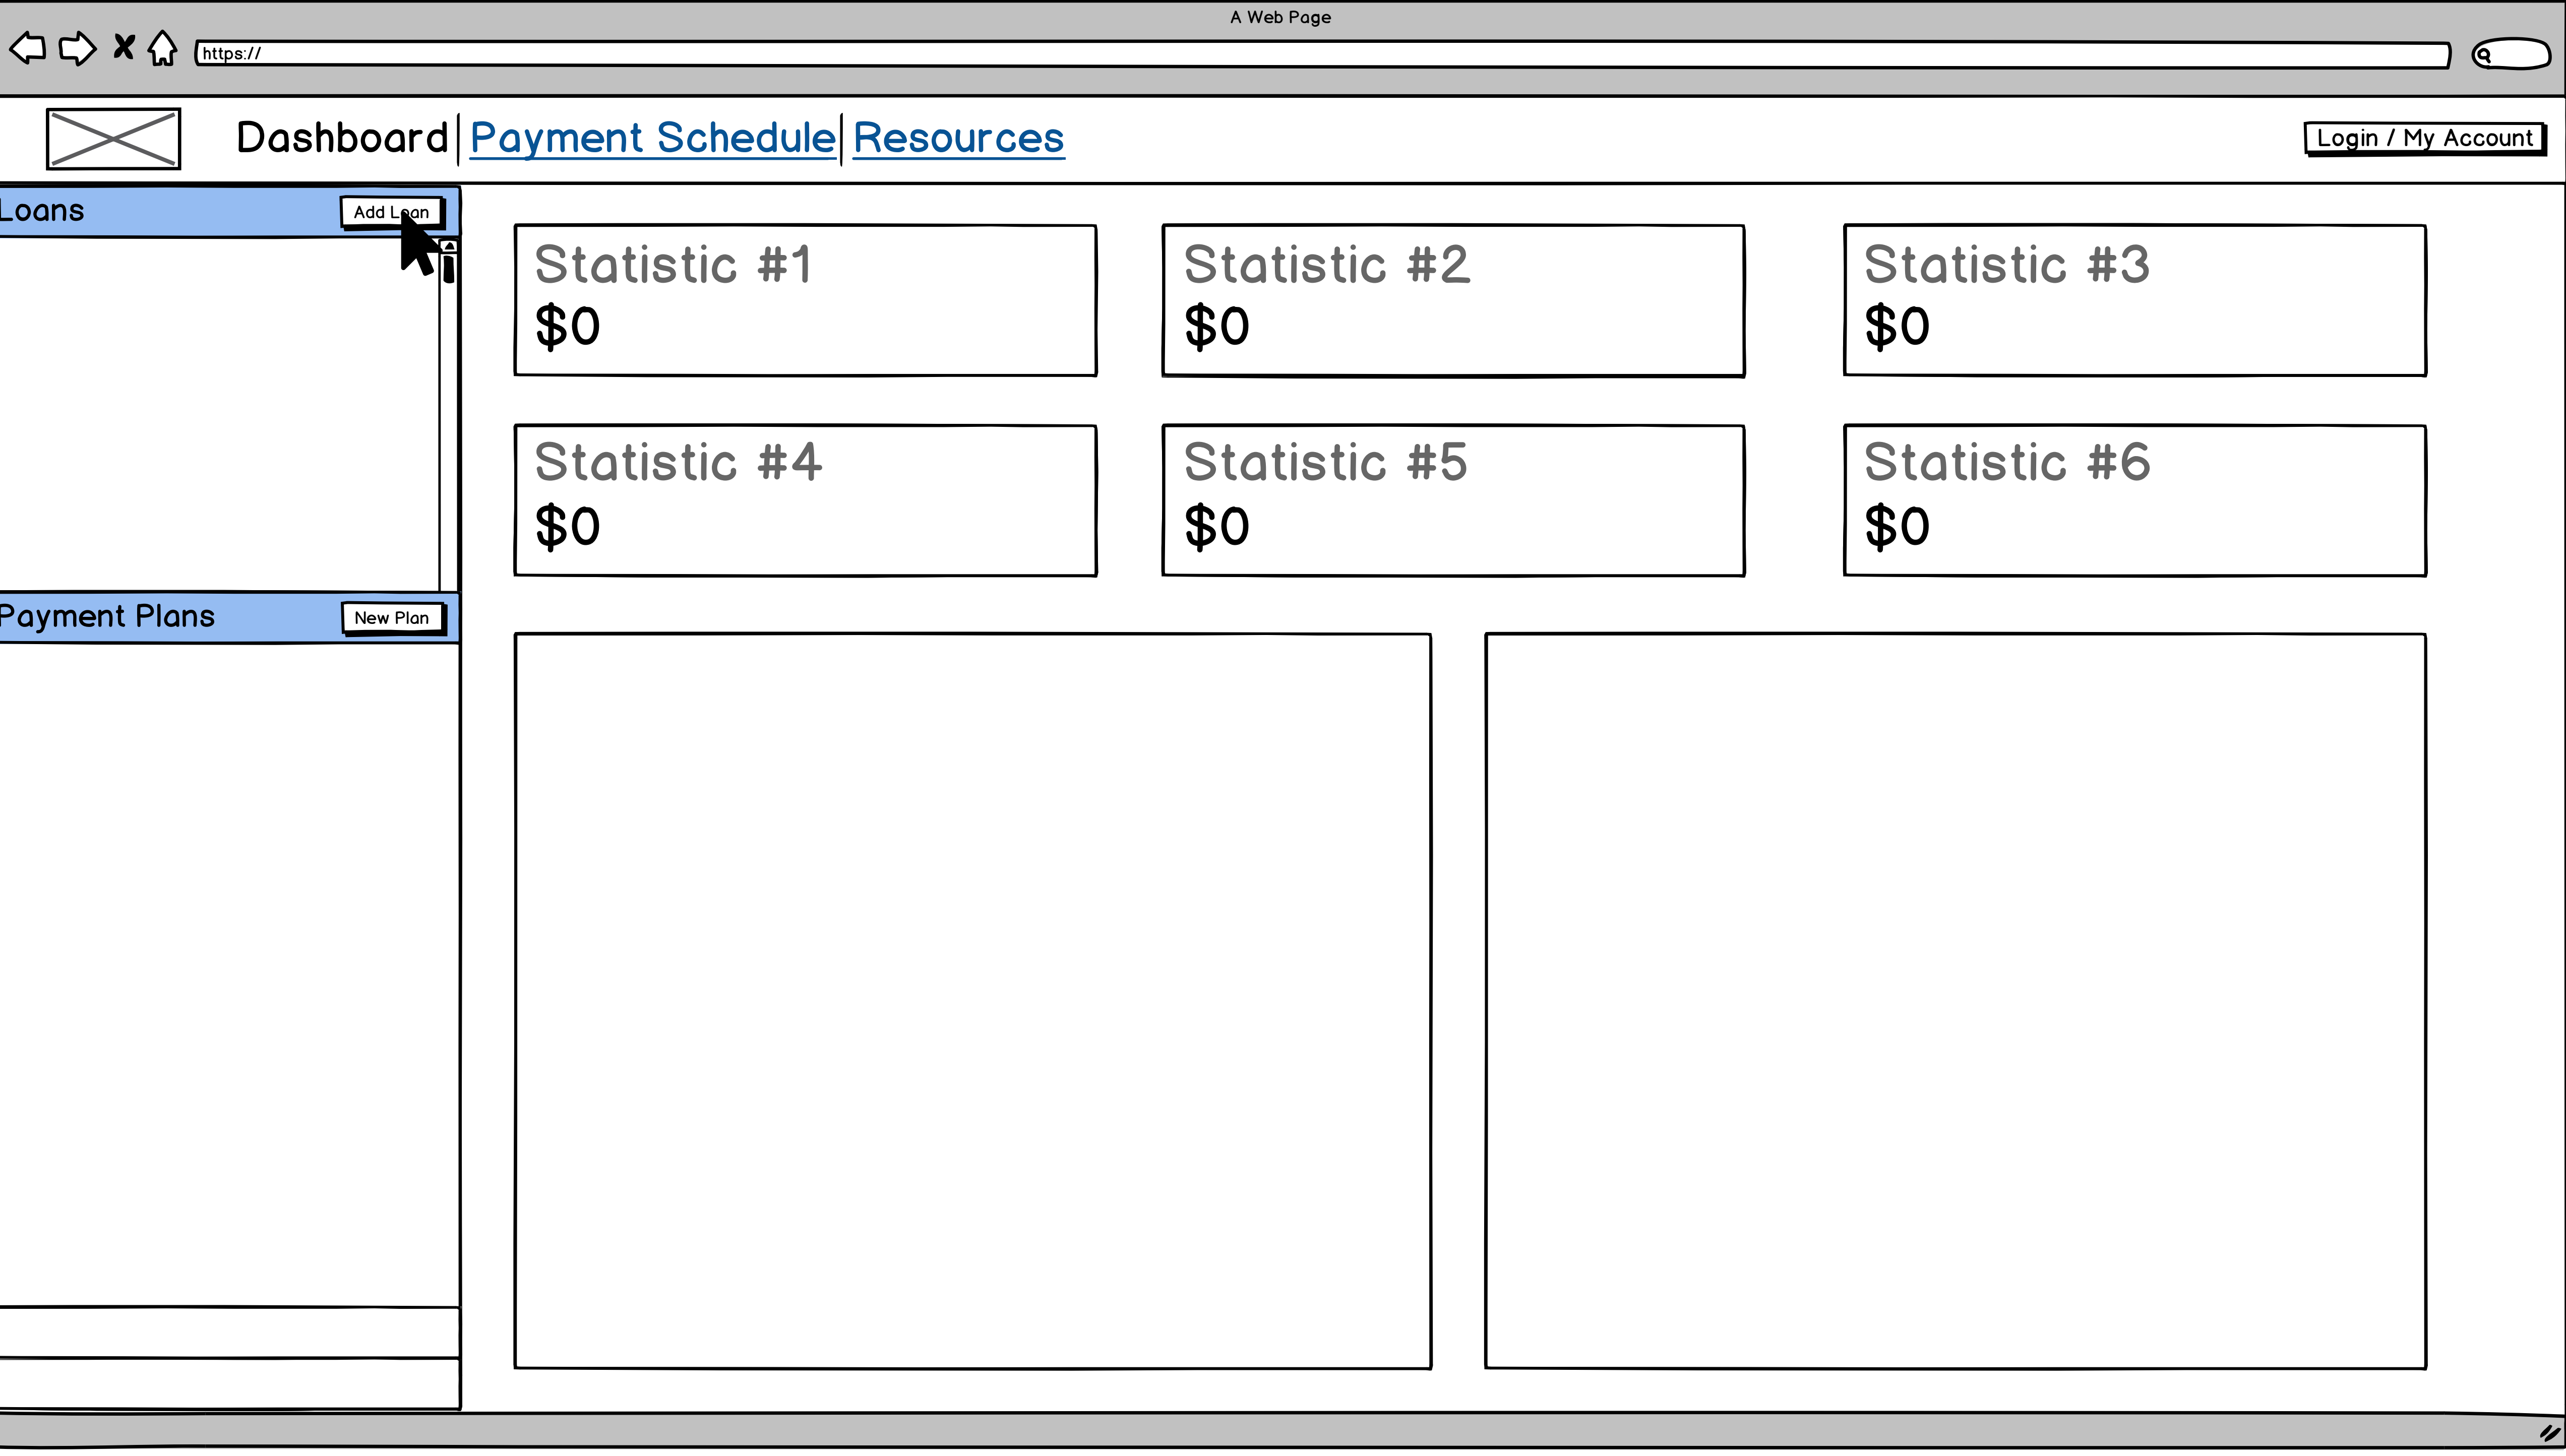 A Web Page
https://
Dashboard Payment Schedule Resources Login / My Account
Loans Add Loan
Statistic #1 Statistic #2 Statistic #3
$0 $0 $0
Statistic #4 Statistic #5 Statistic #6
$0 $0 $0
Payment Plans New Plan